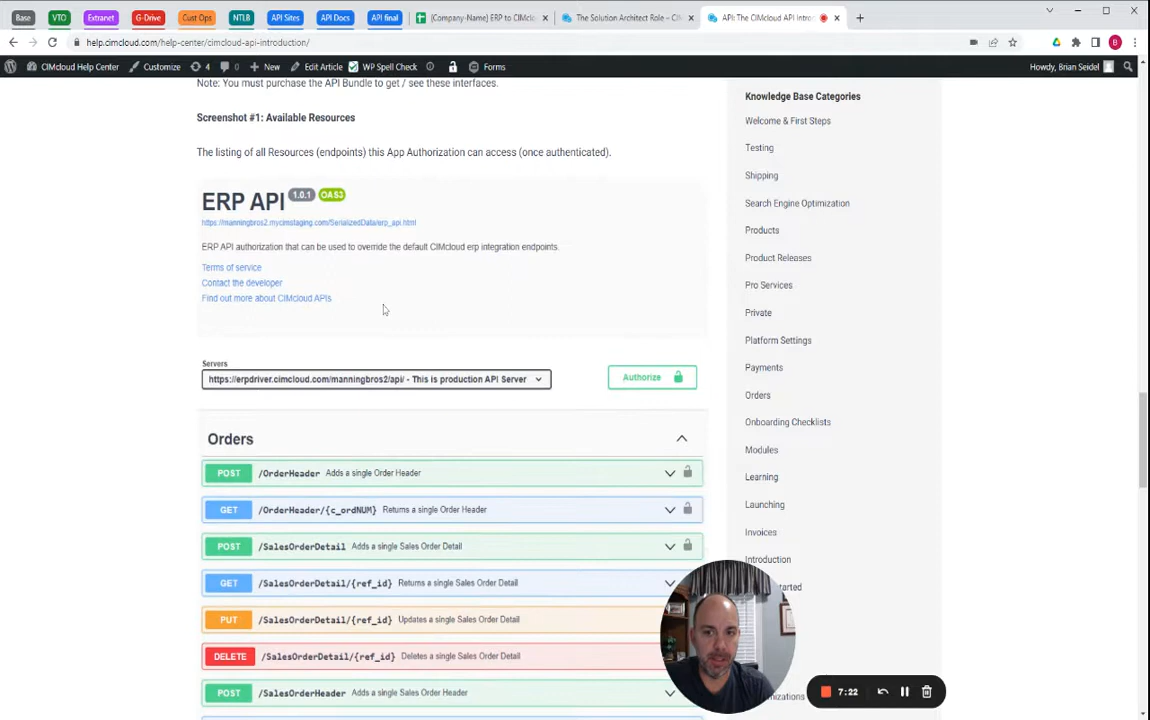 Base VTO Extranet G-Drive Cust Ops NTLB API Sites API Docs API final [Company-Name] ERP to CIMclo The Solution Architect Role – CI API: The CIMcloud API Intro
help.cimcloud.com/help-center/cimcloud-api-introduction/
CIMcloud Help Center Customize 4 0 New Edit Article WP Spell Check Forms Howdy, Brian Seidel
Note: You must purchase the API Bundle to get / see these interfaces.
Screenshot #1: Available Resources
The listing of all Resources (endpoints) this App Authorization can access (once authenticated).
ERP API 1.0.1 OAS3
https://manningbros2.mycimstaging.com/SerializedData/erp_api.html
ERP API authorization that can be used to override the default CIMcloud erp integration endpoints.
Terms of service
Contact the developer
Find out more about CIMcloud APIs
Servers
https://erpdriver.cimcloud.com/manningbros2/api/ - This is production API Server
Authorize
Orders
POST /OrderHeader Adds a single Order Header
GET /OrderHeader/{c_ordNUM} Returns a single Order Header
POST /SalesOrderDetail Adds a single Sales Order Detail
GET /SalesOrderDetail/{ref_id} Returns a single Sales Order Detail
PUT /SalesOrderDetail/{ref_id} Updates a single Sales Order Detail
DELETE /SalesOrderDetail/{ref_id} Deletes a single Sales Order Detail
POST /SalesOrderHeader Adds a single Sales Order Header
Knowledge Base Categories
Welcome & First Steps
Testing
Shipping
Search Engine Optimization
Products
Product Releases
Pro Services
Private
Platform Settings
Payments
Orders
Onboarding Checklists
Modules
Learning
Launching
Invoices
Introduction
7:22